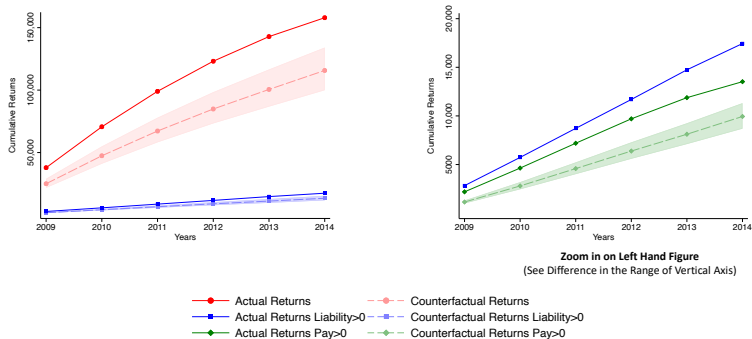 150,000
100,000
50,000
Cumulative Returns
2009 2010 2011 2012 2013 2014
Years
20,000
15,000
10,000
5000
Cumulative Returns
2009 2010 2011 2012 2013 2014
Years
Zoom in on Left Hand Figure
(See Difference in the Range of Vertical Axis)
Actual Returns Counterfactual Returns
Actual Returns Liability>0 Counterfactual Returns Liability>0
Actual Returns Pay>0 Counterfactual Returns Pay>0